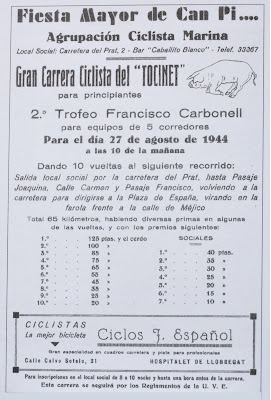 Fiesta Mayor de Can Pi....
Agrupación Ciclista Marina
Local Social: Carretera del Prat, 2 - Bar "Caballito Blanco" - Telef. 33367
Gran Carrera Ciclista del "TOCINET"
para principiantes
2.º Trofeo Francisco Carbonell
para equipos de 5 corredores
Para el día 27 de agosto de 1944
a las 10 de la mañana
Dando 10 vueltas al siguiente recorrido:
Salida local social por la carretera del Prat, hasta Pasaje
Joaquina, Calle Carmen y Pasaje Francisco, volviendo a la
carretera para dirigirse a la Plaza de España, virando en la
farola frente a la calle de Méjico
Total 65 kilómetros, habiendo diversas primas en algunas
de las vueltas, y con los premios siguientes:
1.º . . . 125 ptas. y el cerdo
2.º . . . 100 »
3.º . . . 85 »
4.º . . . 75 »
5.º . . . 65 »
6.º . . . 55 »
7.º . . . 45 »
8.º . . . 35 »
9.º . . . 25 »
10.º . . . 20 »
SOCIALES
1.º . . . 40 ptas.
2.º . . . 35 »
3.º . . . 30 »
4.º . . . 25 »
5.º . . . 20 »
6.º . . . 15 »
7.º . . . 10 »
CICLISTAS
La mejor bicicleta
Ciclos J. Español
Gran especialidad en cuadros carretera y pista para profesionales
Calle Calvo Sotelo, 21 HOSPITALET DE LLOBREGAT
Para inscripciones en el local social de 8 a 10 noche y hasta una hora antes de la carrera.
Esta carrera se seguirá por los Reglamentos de la U. V. E.